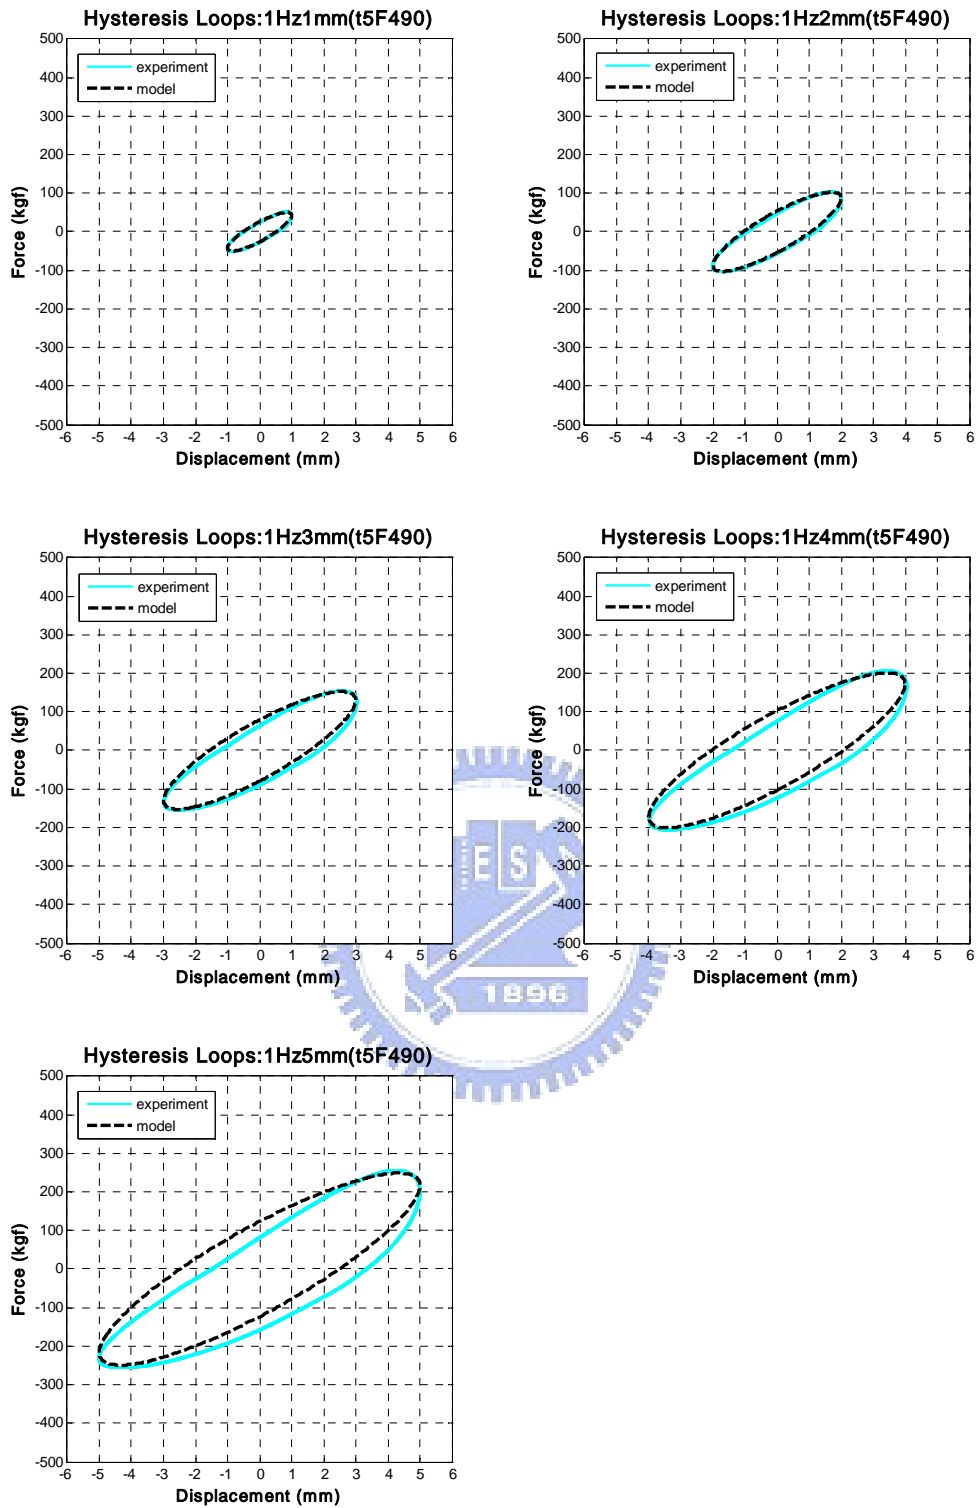 Hysteresis Loops:1Hz1mm(t5F490)
500
400
300
200
100
0
-100
-200
-300
-400
-500
-6 -5 -4 -3 -2 -1 0 1 2 3 4 5 6
Force (kgf)
Displacement (mm)
experiment
model
Hysteresis Loops:1Hz2mm(t5F490)
500
400
300
200
100
0
-100
-200
-300
-400
-500
-6 -5 -4 -3 -2 -1 0 1 2 3 4 5 6
Force (kgf)
Displacement (mm)
experiment
model
Hysteresis Loops:1Hz3mm(t5F490)
500
400
300
200
100
0
-100
-200
-300
-400
-500
-6 -5 -4 -3 -2 -1 0 1 2 3 4 5 6
Force (kgf)
Displacement (mm)
experiment
model
Hysteresis Loops:1Hz4mm(t5F490)
500
400
300
200
100
0
-100
-200
-300
-400
-500
-6 -5 -4 -3 -2 -1 0 1 2 3 4 5 6
Force (kgf)
Displacement (mm)
experiment
model
E S
1896
Hysteresis Loops:1Hz5mm(t5F490)
500
400
300
200
100
0
-100
-200
-300
-400
-500
-6 -5 -4 -3 -2 -1 0 1 2 3 4 5 6
Force (kgf)
Displacement (mm)
experiment
model